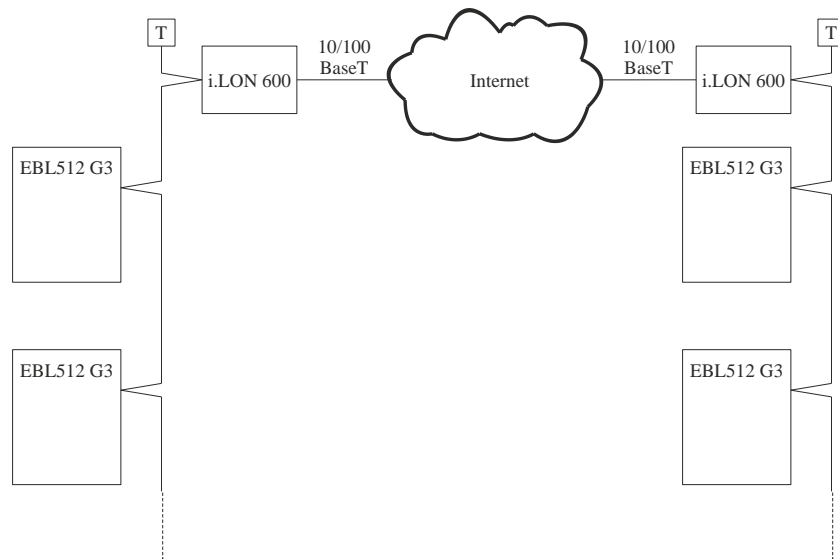 T
T
10/100
BaseT
10/100
BaseT
i.LON 600
Internet
i.LON 600
EBL512 G3
EBL512 G3
EBL512 G3
EBL512 G3